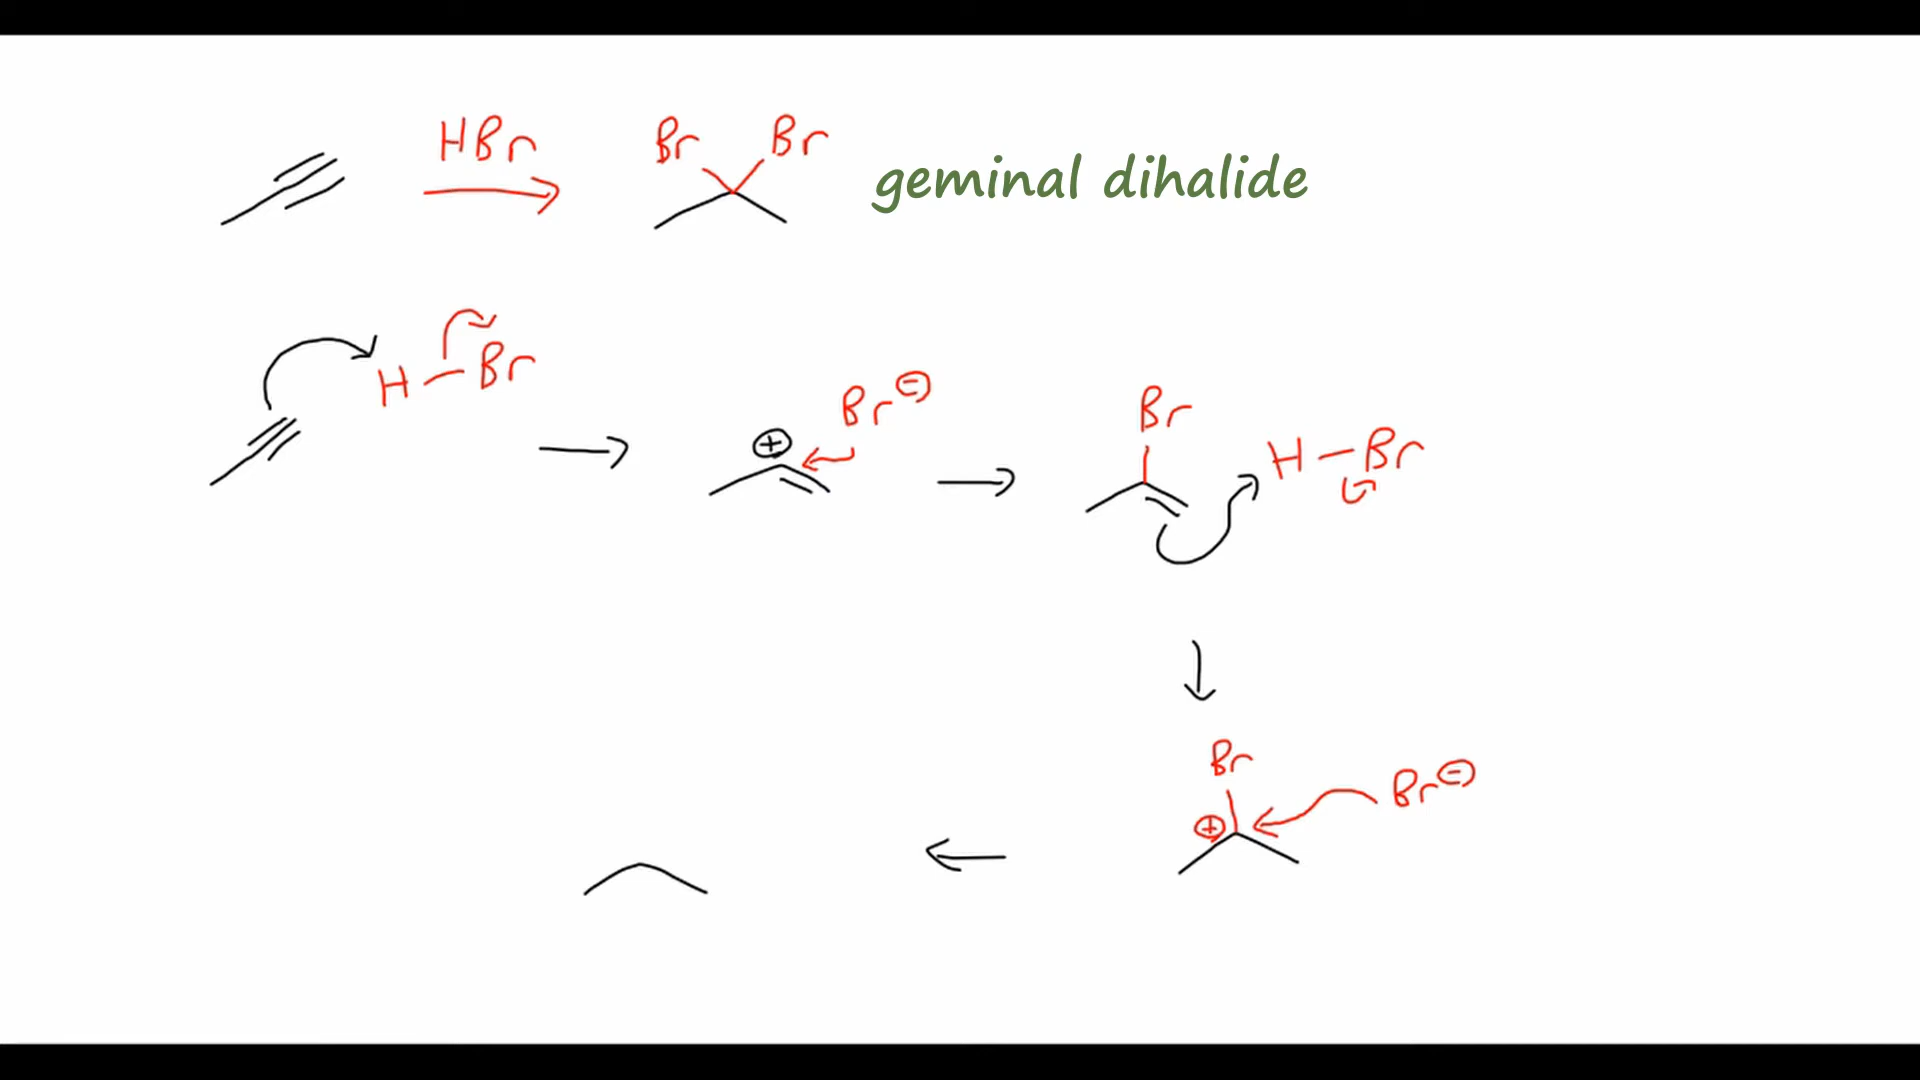 HBr
Br Br
geminal dihalide
H-Br
⊕ Br⊖
Br
H-Br
Br
⊕ Br⊖